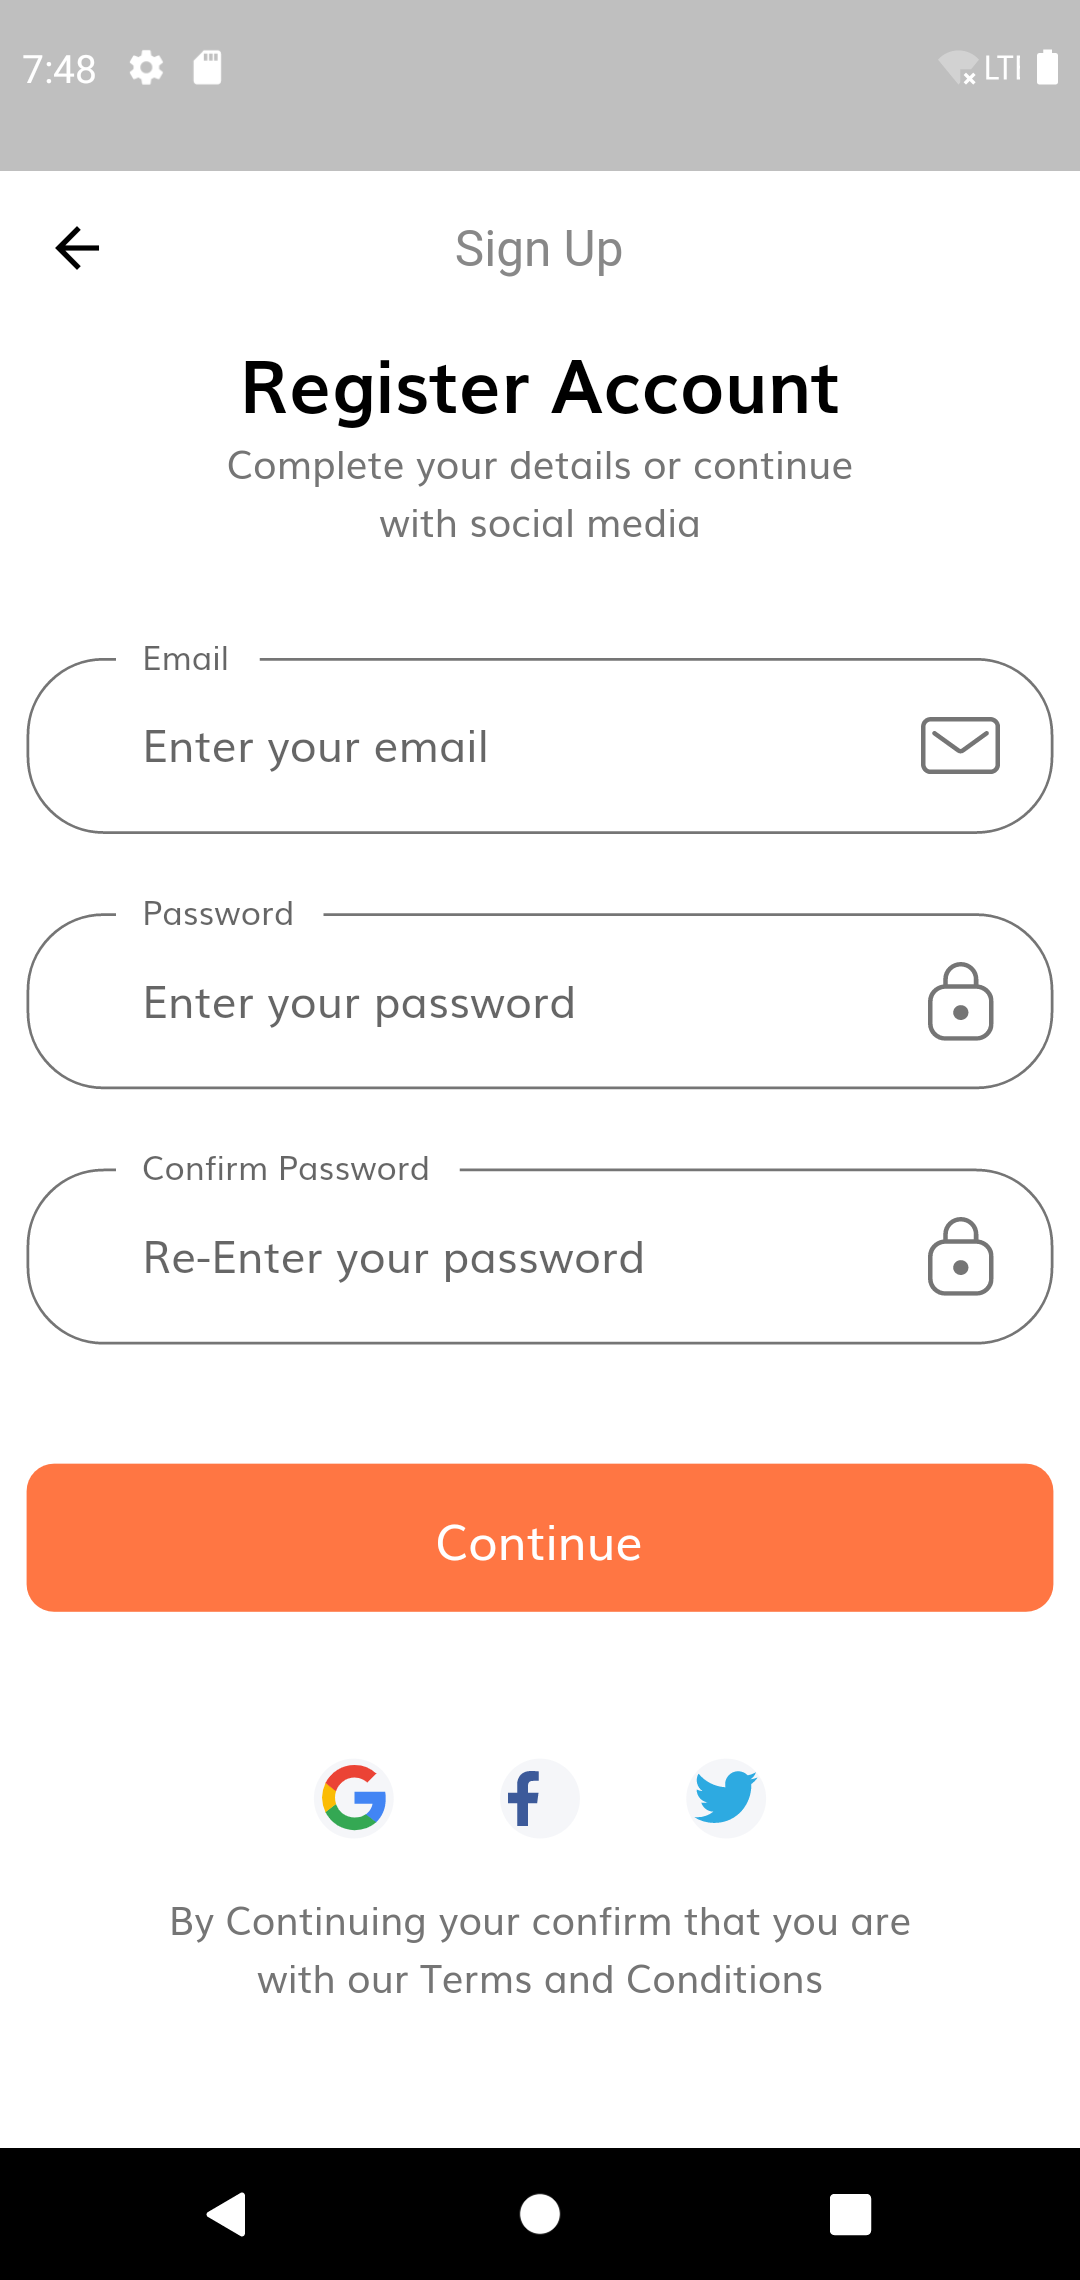 7:48
LTI
Sign Up
Register Account
Complete your details or continue
with social media
Email
Enter your email
Password
Enter your password
Confirm Password
Re-Enter your password
Continue
By Continuing your confirm that you are
with our Terms and Conditions